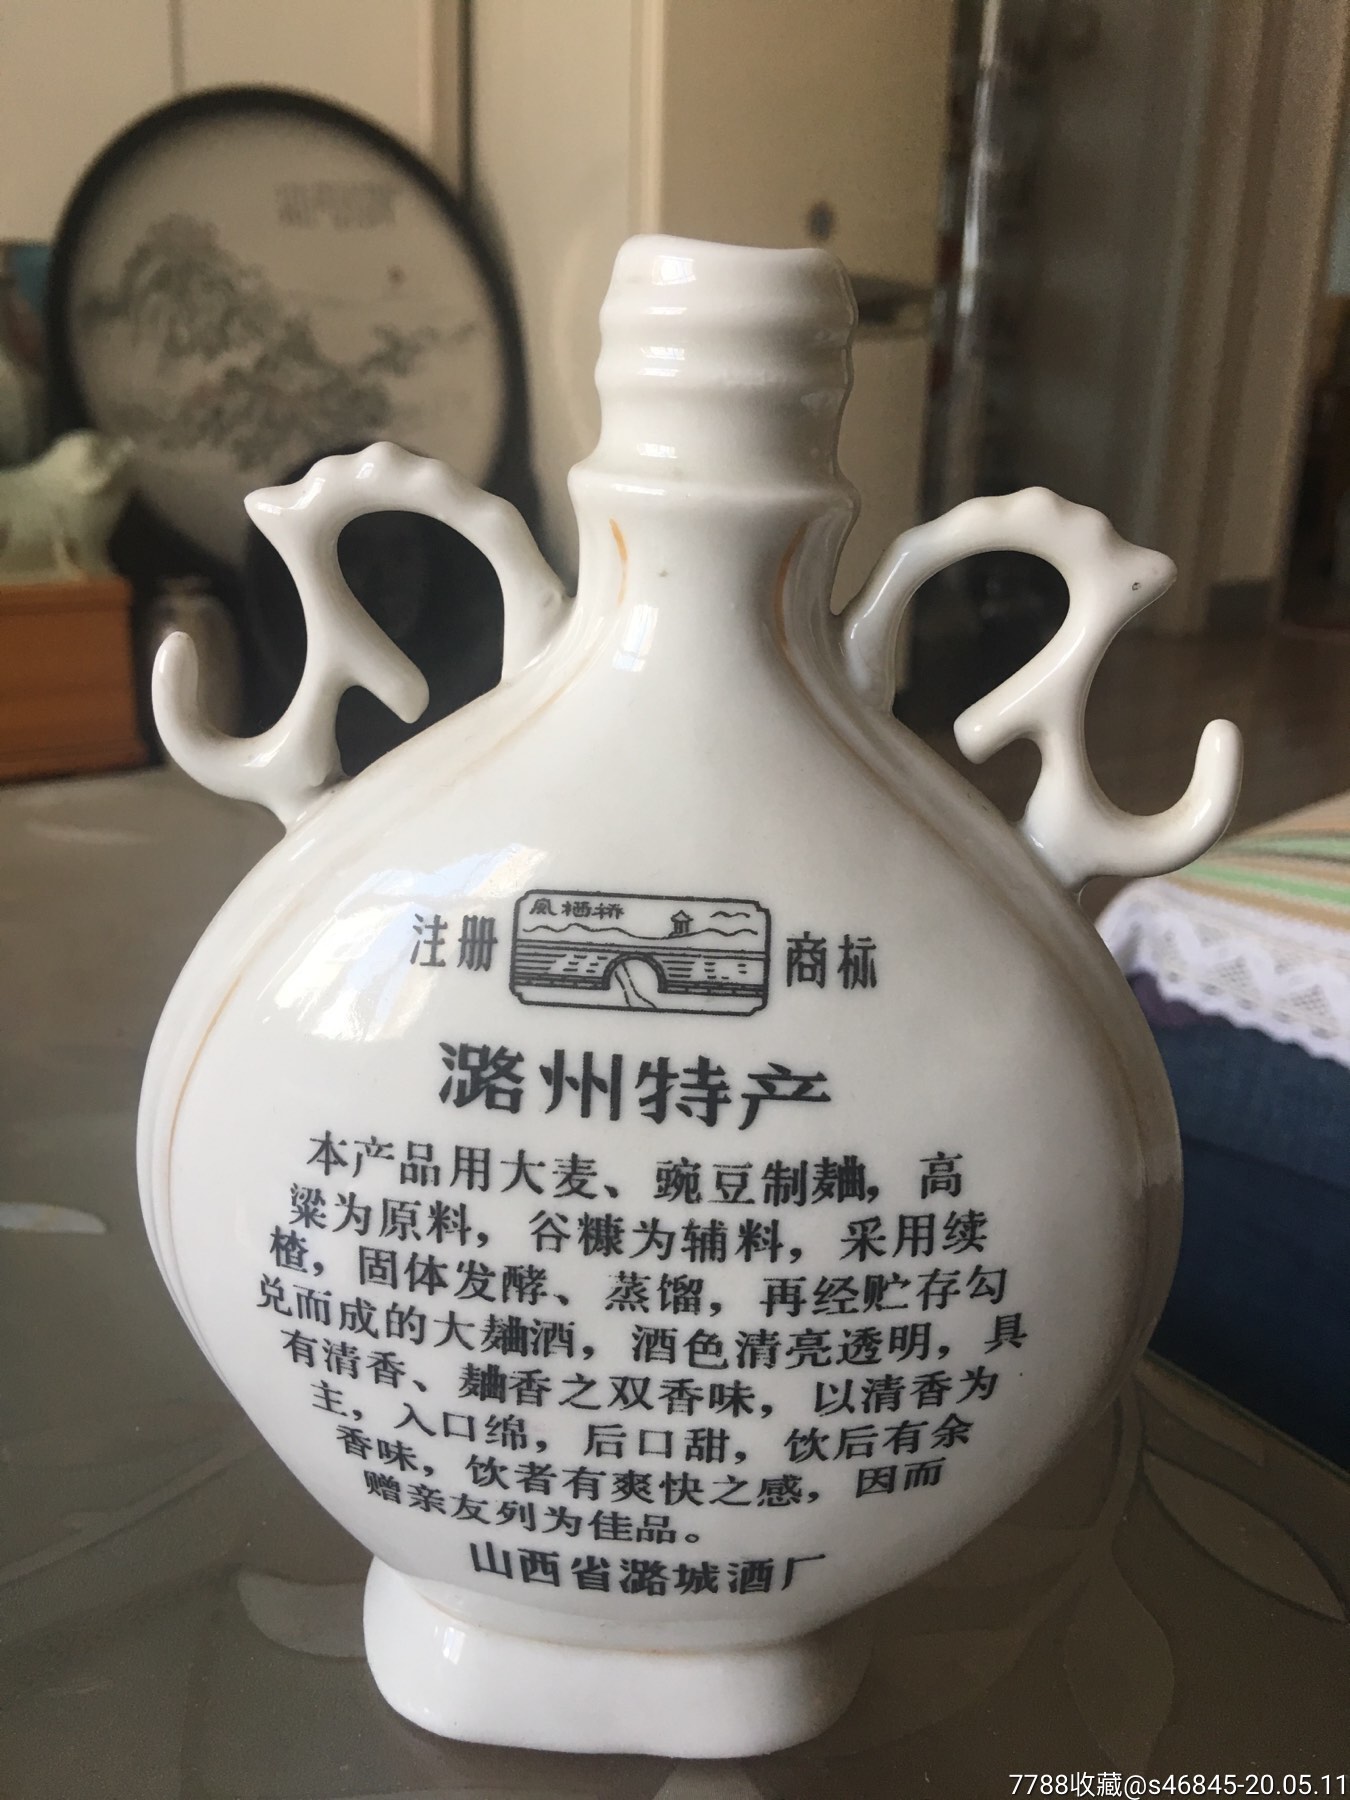 凤栖桥
注册 商标
潞州特产
本产品用大麦、豌豆制麯，高
粱为原料，谷糠为辅料，采用续
楂，固体发酵、蒸馏，再经贮存勾
兑而成的大麯酒，酒色清亮透明，具
有清香、麯香之双香味，以清香为
主，入口绵，后口甜，饮后有余
香味，饮者有爽快之感，因而
赠亲友列为佳品。
山西省潞城酒厂
7788收藏@s46845-20.05.11